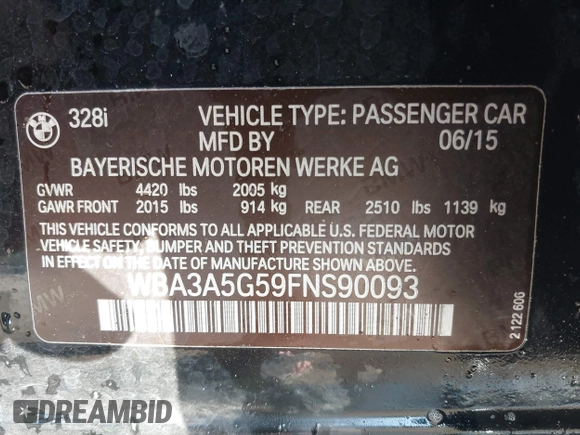 328i VEHICLE TYPE: PASSENGER CAR
MFD BY 06/15
BAYERISCHE MOTOREN WERKE AG
GVWR 4420 lbs 2005 kg
GAWR FRONT 2015 lbs 914 kg REAR 2510 lbs 1139 kg
THIS VEHICLE CONFORMS TO ALL APPLICABLE U.S. FEDERAL MOTOR
VEHICLE SAFETY, BUMPER AND THEFT PREVENTION STANDARDS
IN EFFECT ON THE DATE OF MANUFACTURE SHOWN ABOVE.
WBA3A5G59FNS90093
2 122 606
DREAMBID